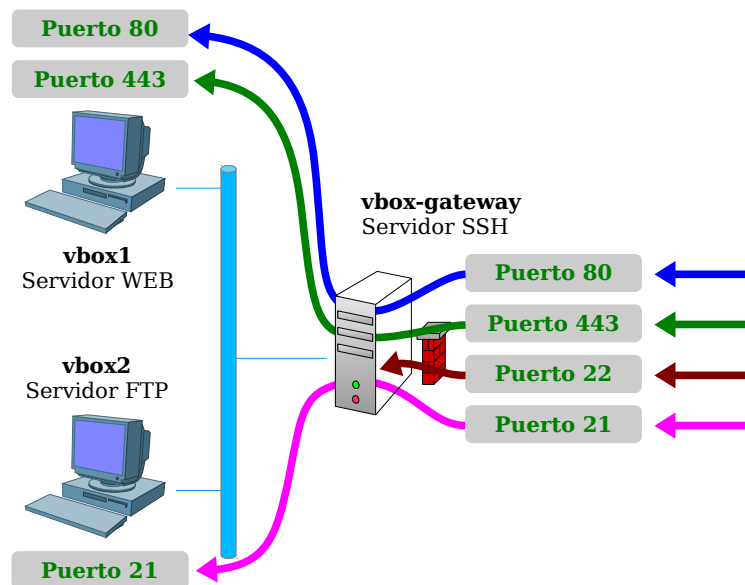 Puerto 80
Puerto 443
vbox1
Servidor WEB
vbox2
Servidor FTP
Puerto 21
vbox-gateway
Servidor SSH
Puerto 80
Puerto 443
Puerto 22
Puerto 21